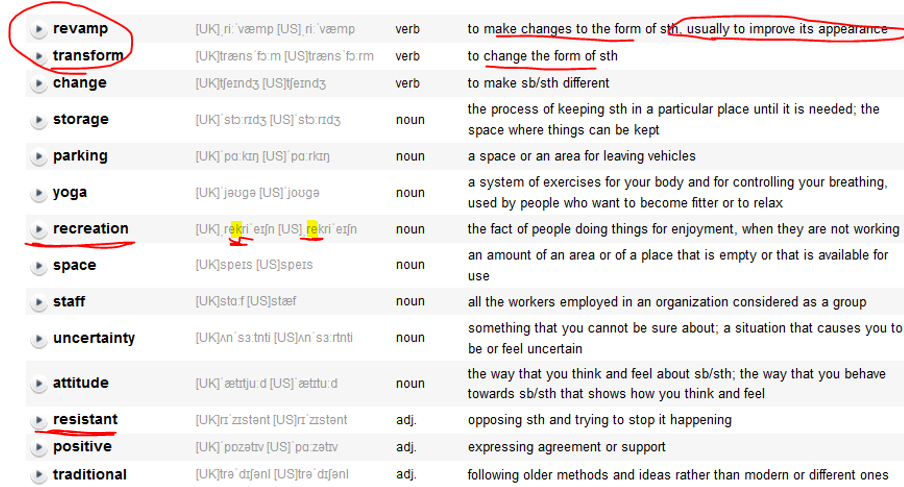 revamp [UK]ˌriːˈvæmp [US]ˌriːˈvæmp verb to make changes to the form of sth, usually to improve its appearance
transform [UK]trænsˈfɔːm [US]trænsˈfɔːrm verb to change the form of sth
change [UK]tʃeɪndʒ [US]tʃeɪndʒ verb to make sb/sth different
storage [UK]ˈstɔːrɪdʒ [US]ˈstɔːrɪdʒ noun the process of keeping sth in a particular place until it is needed; the
space where things can be kept
parking [UK]ˈpɑːkɪŋ [US]ˈpɑːrkɪŋ noun a space or an area for leaving vehicles
yoga [UK]ˈjəʊɡə [US]ˈjoʊɡə noun a system of exercises for your body and for controlling your breathing,
used by people who want to become fitter or to relax
recreation [UK]ˌrekriˈeɪʃn [US]ˌrekriˈeɪʃn noun the fact of people doing things for enjoyment, when they are not working
space [UK]speɪs [US]speɪs noun an amount of an area or of a place that is empty or that is available for
use
staff [UK]stɑːf [US]stæf noun all the workers employed in an organization considered as a group
uncertainty [UK]ʌnˈsɜːtnti [US]ʌnˈsɜːrtnti noun something that you cannot be sure about; a situation that causes you to
be or feel uncertain
attitude [UK]ˈætɪtjuːd [US]ˈætɪtuːd noun the way that you think and feel about sb/sth; the way that you behave
towards sb/sth that shows how you think and feel
resistant [UK]rɪˈzɪstənt [US]rɪˈzɪstənt adj. opposing sth and trying to stop it happening
positive [UK]ˈpɒzətɪv [US]ˈpɑːzətɪv adj. expressing agreement or support
traditional [UK]trəˈdɪʃənl [US]trəˈdɪʃənl adj. following older methods and ideas rather than modern or different ones